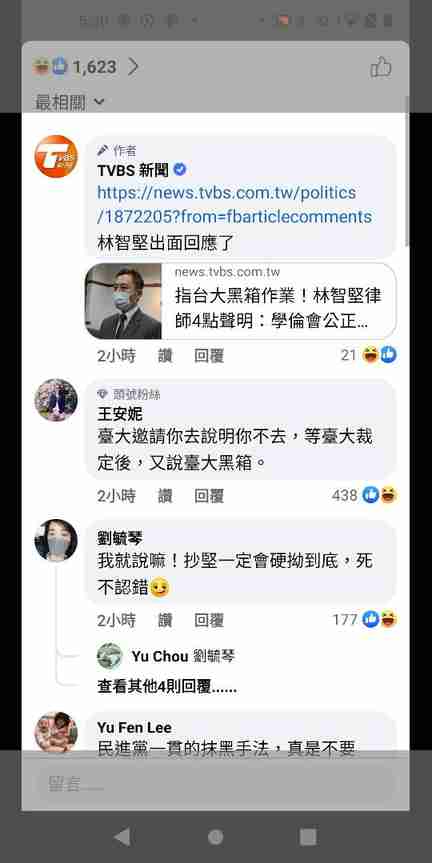 1,623
最相關
作者
TVBS 新聞
https://news.tvbs.com.tw/politics
/1872205?from=fbarticlecomments
林智堅出面回應了
news.tvbs.com.tw
指台大黑箱作業！林智堅律
師4點聲明：學倫會公正...
2小時 讚 回覆 21
頭號粉絲
王安妮
臺大邀請你去說明你不去，等臺大裁
定後，又說臺大黑箱。
2小時 讚 回覆 438
劉毓琴
我就說嘛！抄堅一定會硬拗到底，死
不認錯
2小時 讚 回覆 177
Yu Chou 劉毓琴
查看其他4則回覆......
Yu Fen Lee
民進黨一貫的抹黑手法，真是不要
留言......